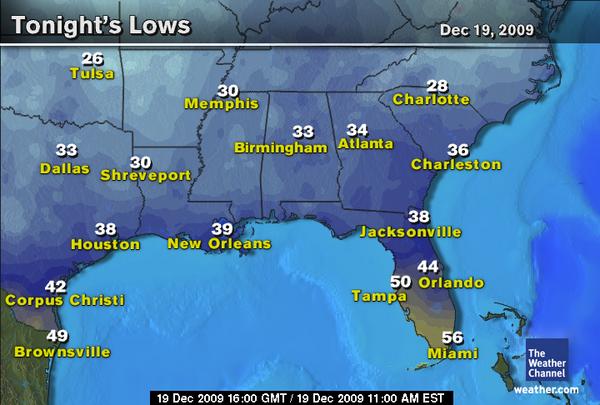 Tonight's Lows
Dec 19, 2009
26
Tulsa
30
Memphis
28
Charlotte
33
Dallas
30
Shreveport
33
Birmingham
34
Atlanta
36
Charleston
38
Houston
39
New Orleans
38
Jacksonville
42
Corpus Christi
50
Tampa
44
Orlando
49
Brownsville
56
Miami
The
Weather
Channel
weather.com
19 Dec 2009 16:00 GMT / 19 Dec 2009 11:00 AM EST